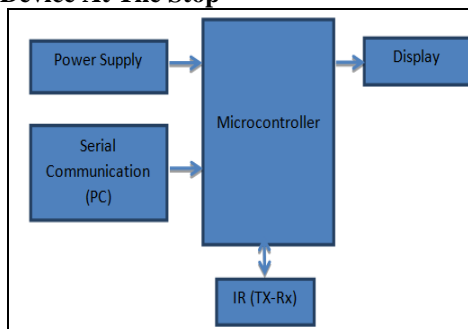 Device At The Stop
Power Supply
Display
Microcontroller
Serial
Communication
(PC)
IR (TX-Rx)